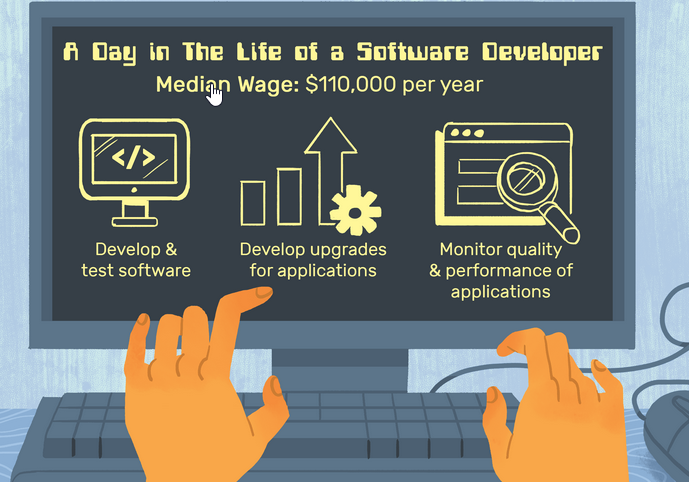 A Day in The Life of a Software Developer
Median Wage: $110,000 per year
</>
Develop &
test software
Develop upgrades
for applications
Monitor quality
& performance of
applications